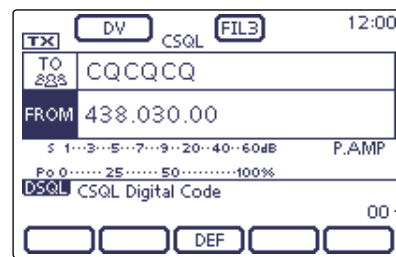 TX DV CSQL FIL3 12:00
TO CQCQCQ
FROM 438.030.00
S 1···3···5···7···9··20··40··60dB P.AMP
Po 0······ 25 ······ 50 ··········100%
DSQL CSQL Digital Code
00
DEF